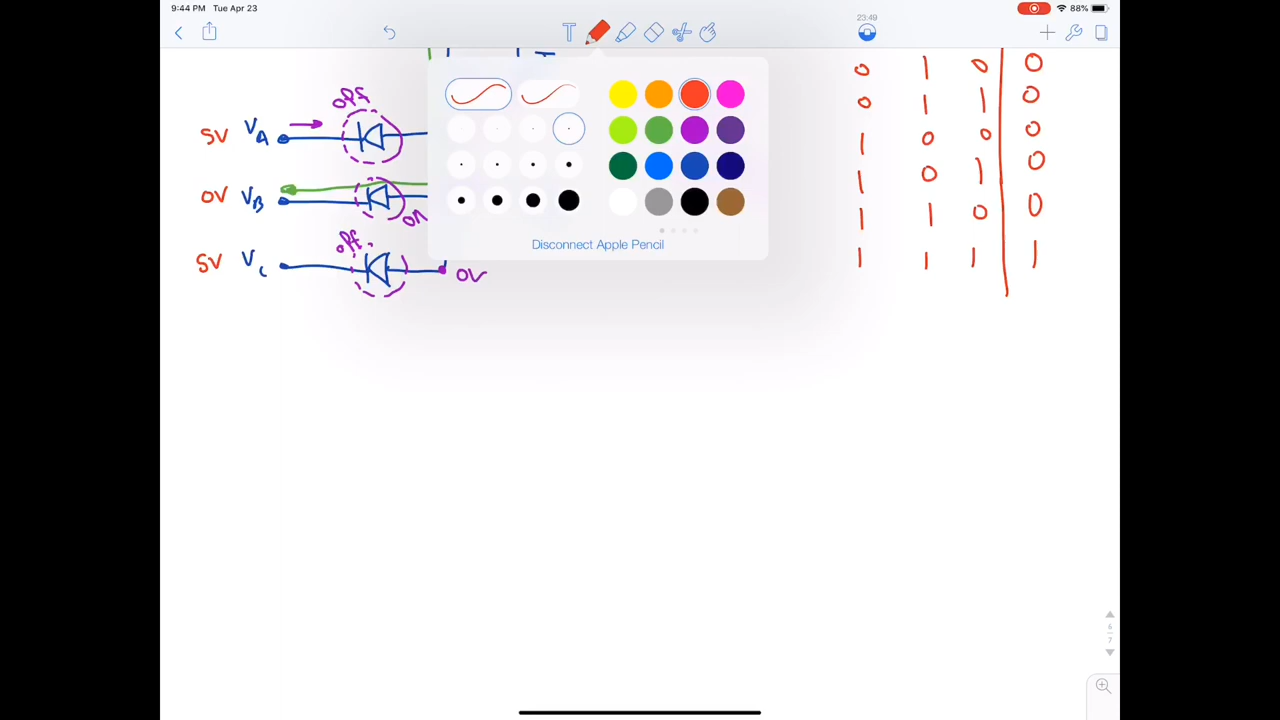 9:44 PM Tue Apr 23
88%
23:49
T
0 1 0 0
off
0 1 1 0
5V VA
1 0 0 0
1 0 1 0
0V VB
on
1 1 0 0
off
Disconnect Apple Pencil
5V VC
0V
1 1 1 1
6
7